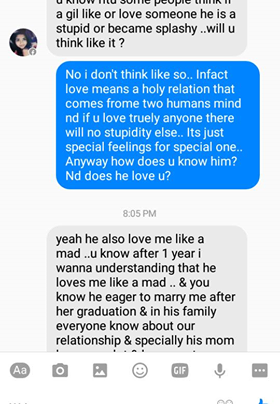 u know ntu some people think if
a gil like or love someone he is a
stupid or became splashy ..will u
think like it ?
No i don't think like so.. Infact
love means a holy relation that
comes frome two humans mind
nd if u love truely anyone there
will no stupidity else.. Its just
special feelings for special one..
Anyway how does u know him?
Nd does he love u?
8:05 PM
yeah he also love me like a
mad ..u know after 1 year i
wanna understanding that he
loves me like a mad .. & you
know he eager to marry me after
her graduation & in his family
everyone know about our
relationship & specially his mom
Aa
GIF